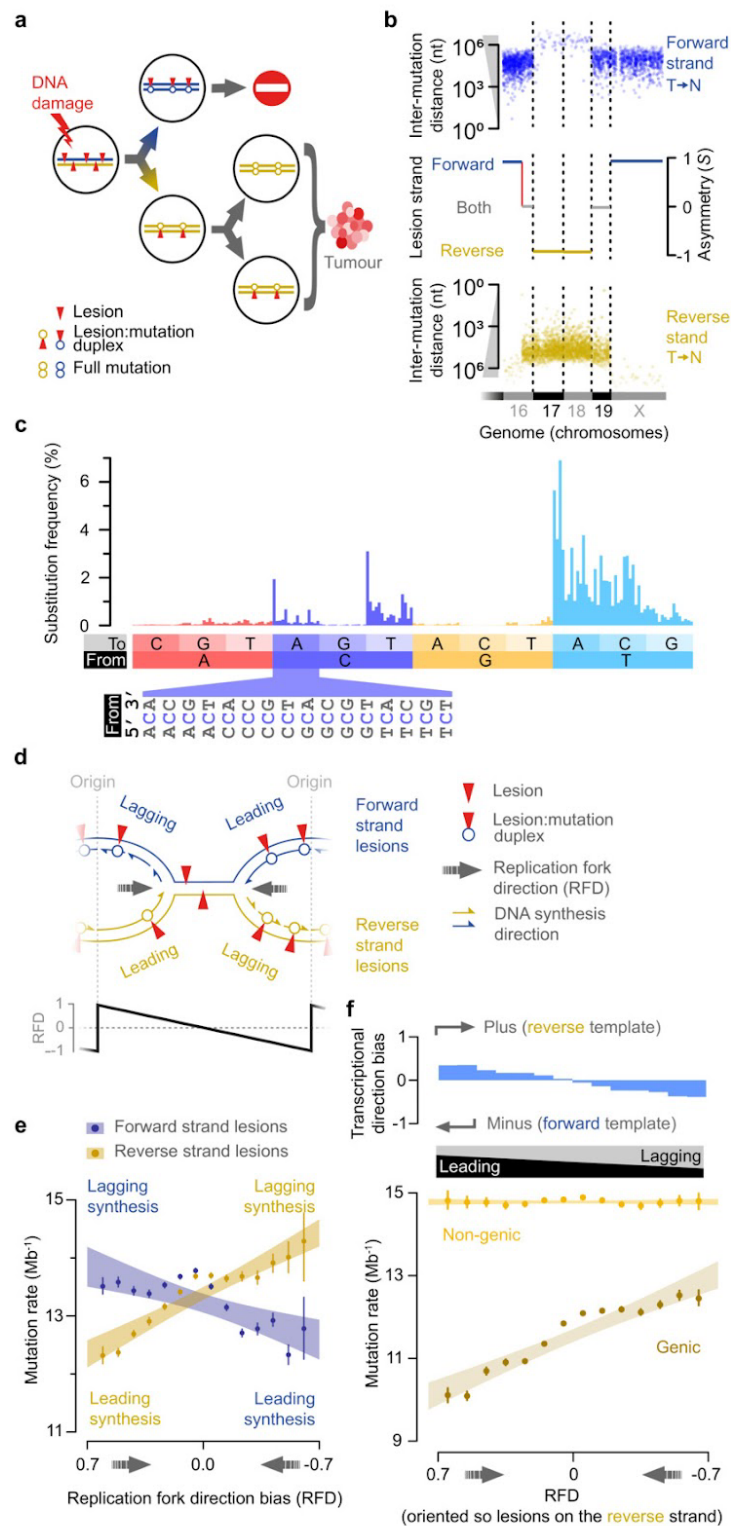 a
DNA
damage
Tumour
Lesion
Lesion:mutation
duplex
Full mutation
b
Inter-mutation
distance (nt)
10⁶
10³
10⁰
Forward
strand
T→N
Lesion strand
Forward
Both
Reverse
1
0
-1
Asymmetry (S)
Inter-mutation
distance (nt)
10⁰
10³
10⁶
Reverse
stand
T→N
16 17 18 19 X
Genome (chromosomes)
c
Substitution frequency (%)
6
4
2
0
To C G T A G T A C T A C G
From A C G T
From
5' 3'
ACA
ACC
ACG
ACT
CCA
CCC
CCG
CCT
GCA
GCC
GCG
GCT
TCA
TCC
TCG
TCT
d
Origin
Origin
Lagging
Leading
Forward
strand
lesions
Leading
Lagging
Reverse
strand
lesions
Lesion
Lesion:mutation
duplex
Replication fork
direction (RFD)
DNA synthesis
direction
RFD
1
0
-1
e
Forward strand lesions
Reverse strand lesions
Lagging
synthesis
Lagging
synthesis
Leading
synthesis
Leading
synthesis
Mutation rate (Mb⁻¹)
15
13
11
0.7 0.0 -0.7
Replication fork direction bias (RFD)
f
Plus (reverse template)
Transcriptional
direction bias
1
0
-1
Minus (forward template)
Lagging
Leading
Mutation rate (Mb⁻¹)
15
13
11
9
Non-genic
Genic
0.7 0 -0.7
RFD
(oriented so lesions on the reverse strand)